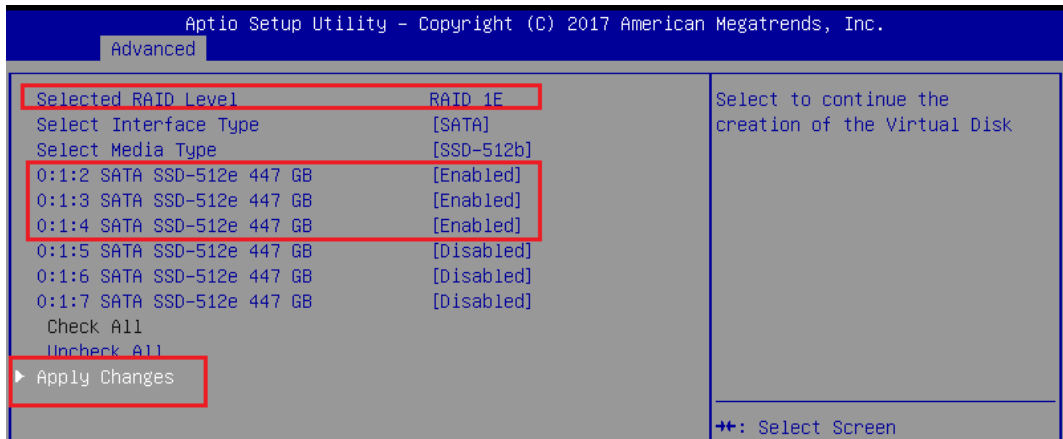 Aptio Setup Utility – Copyright (C) 2017 American Megatrends, Inc.
Advanced
Selected RAID Level RAID 1E
Select Interface Type [SATA]
Select Media Type [SSD-512b]
0:1:2 SATA SSD-512e 447 GB [Enabled]
0:1:3 SATA SSD-512e 447 GB [Enabled]
0:1:4 SATA SSD-512e 447 GB [Enabled]
0:1:5 SATA SSD-512e 447 GB [Disabled]
0:1:6 SATA SSD-512e 447 GB [Disabled]
0:1:7 SATA SSD-512e 447 GB [Disabled]
Check All
Uncheck All
Apply Changes
Select to continue the
creation of the Virtual Disk
→←: Select Screen